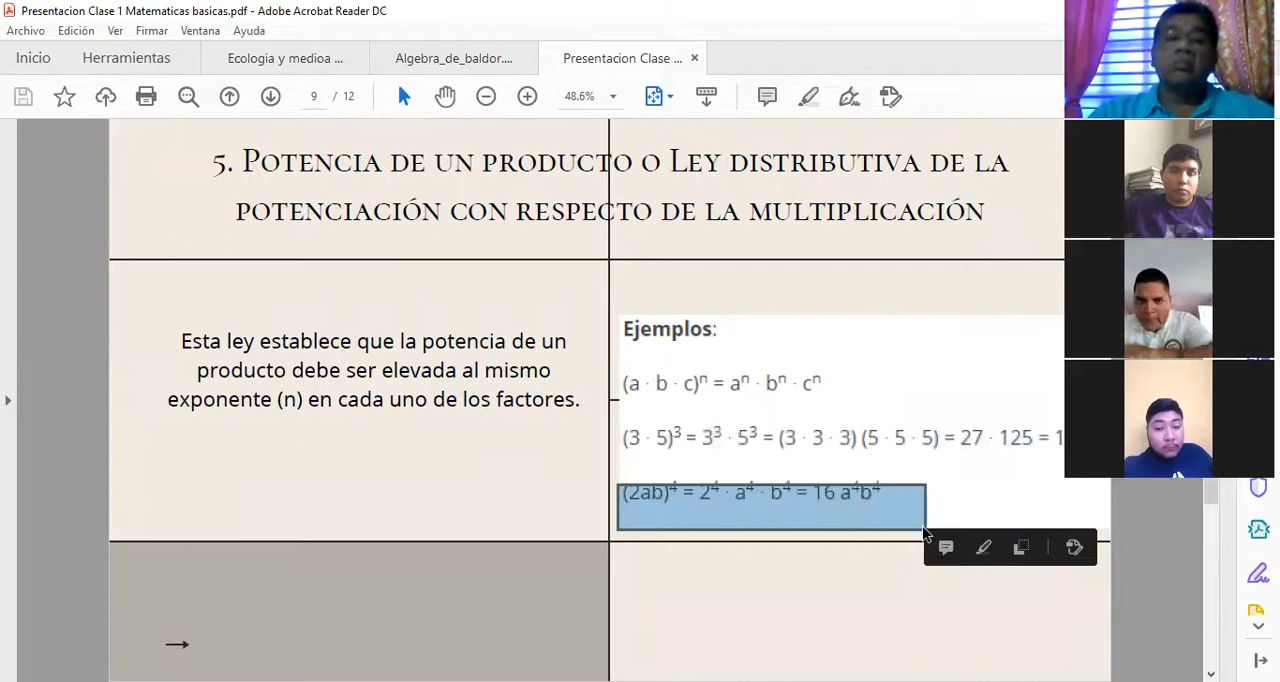 Presentacion Clase 1 Matematicas basicas.pdf - Adobe Acrobat Reader DC
Archivo Edición Ver Firmar Ventana Ayuda
Inicio Herramientas Ecologia y medioa ... Algebra_de_baldor.... Presentacion Clase ... ×
9 / 12 48.6%
5. Potencia de un producto o Ley distributiva de la
potenciación con respecto de la multiplicación
Esta ley establece que la potencia de un
producto debe ser elevada al mismo
exponente (n) en cada uno de los factores.
Ejemplos:
(a · b · c)ⁿ = aⁿ · bⁿ · cⁿ
(3 · 5)³ = 3³ · 5³ = (3 · 3 · 3) (5 · 5 · 5) = 27 · 125 = 1
(2ab)⁴ = 2⁴ · a⁴ · b⁴ = 16 a⁴b⁴
→